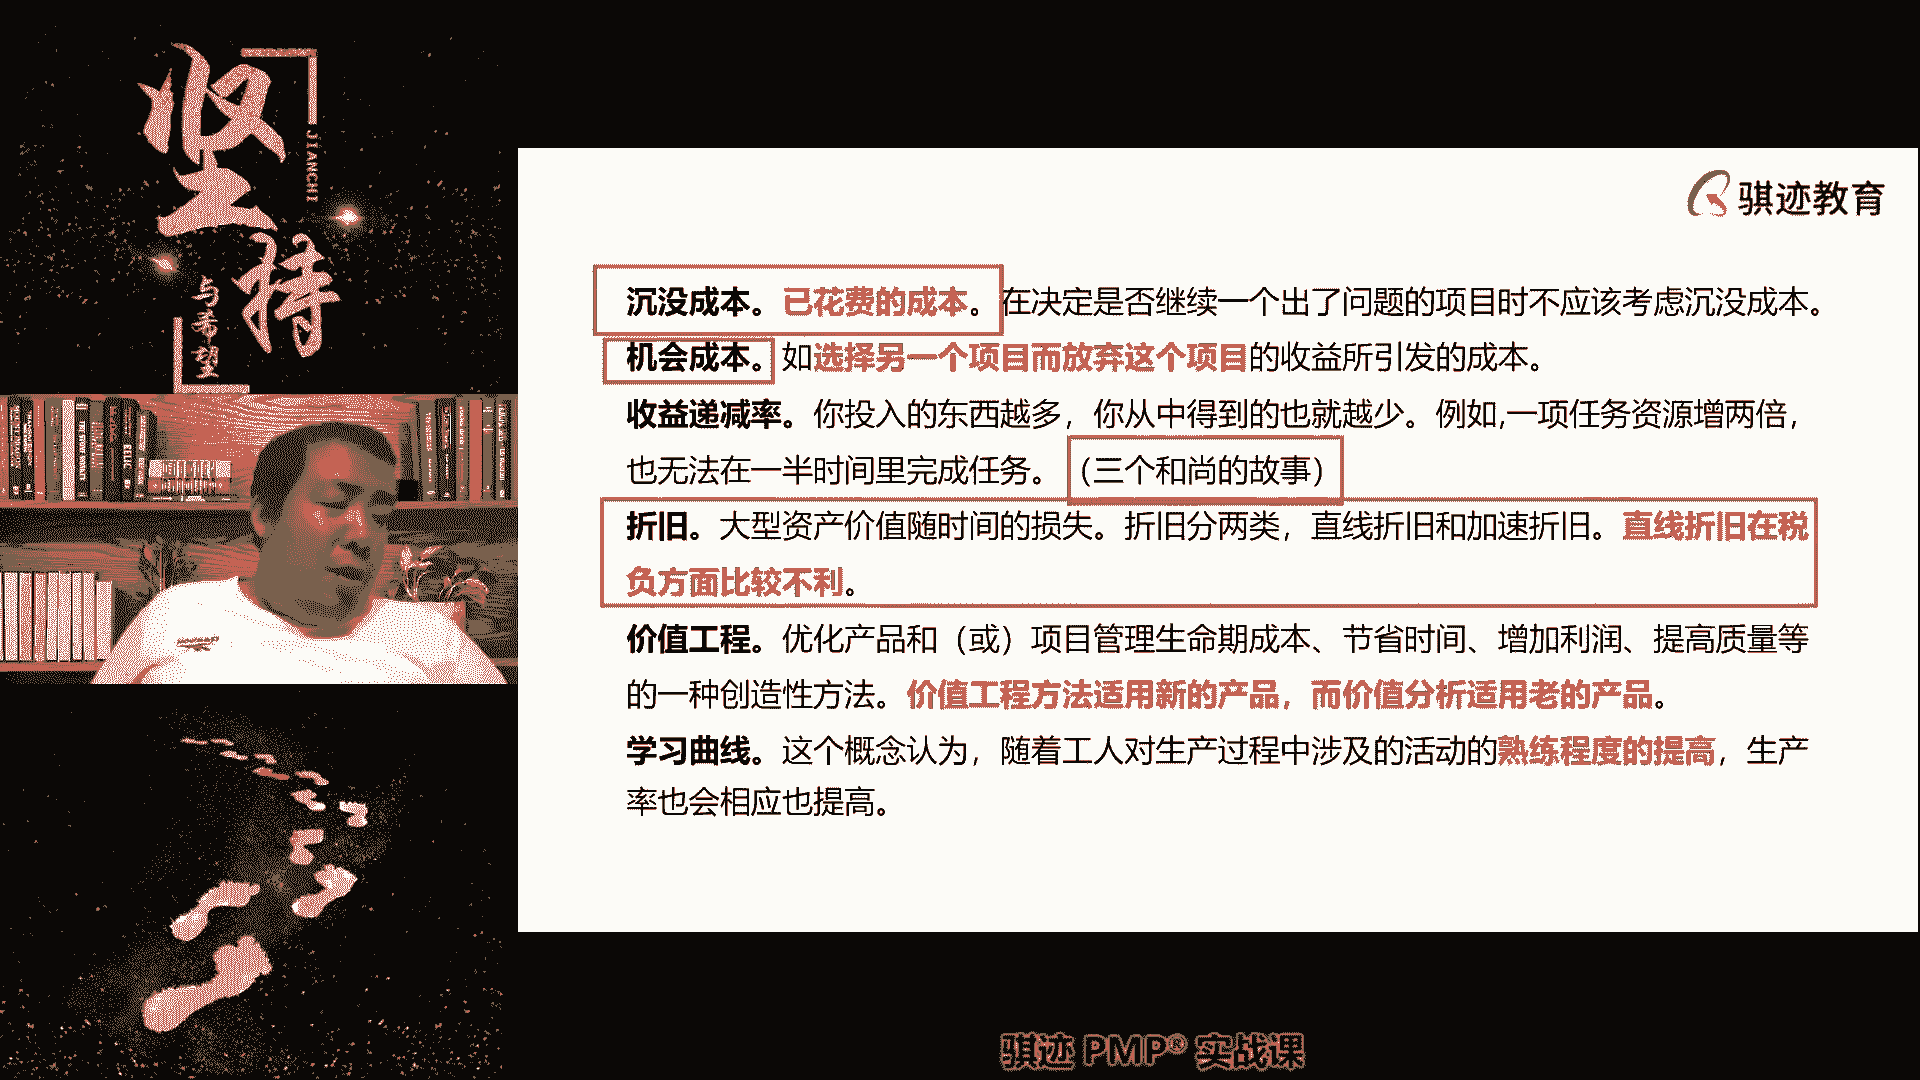 坚持
JIANCHI
与希望
骐迹教育
沉没成本。已花费的成本。在决定是否继续一个出了问题的项目时不应该考虑沉没成本。
机会成本。如选择另一个项目而放弃这个项目的收益所引发的成本。
收益递减率。你投入的东西越多，你从中得到的也就越少。例如,一项任务资源增两倍，
也无法在一半时间里完成任务。（三个和尚的故事）
折旧。大型资产价值随时间的损失。折旧分两类，直线折旧和加速折旧。直线折旧在税
负方面比较不利。
价值工程。优化产品和（或）项目管理生命期成本、节省时间、增加利润、提高质量等
的一种创造性方法。价值工程方法适用新的产品，而价值分析适用老的产品。
学习曲线。这个概念认为，随着工人对生产过程中涉及的活动的熟练程度的提高，生产
率也会相应也提高。
骐迹 PMP® 实战课